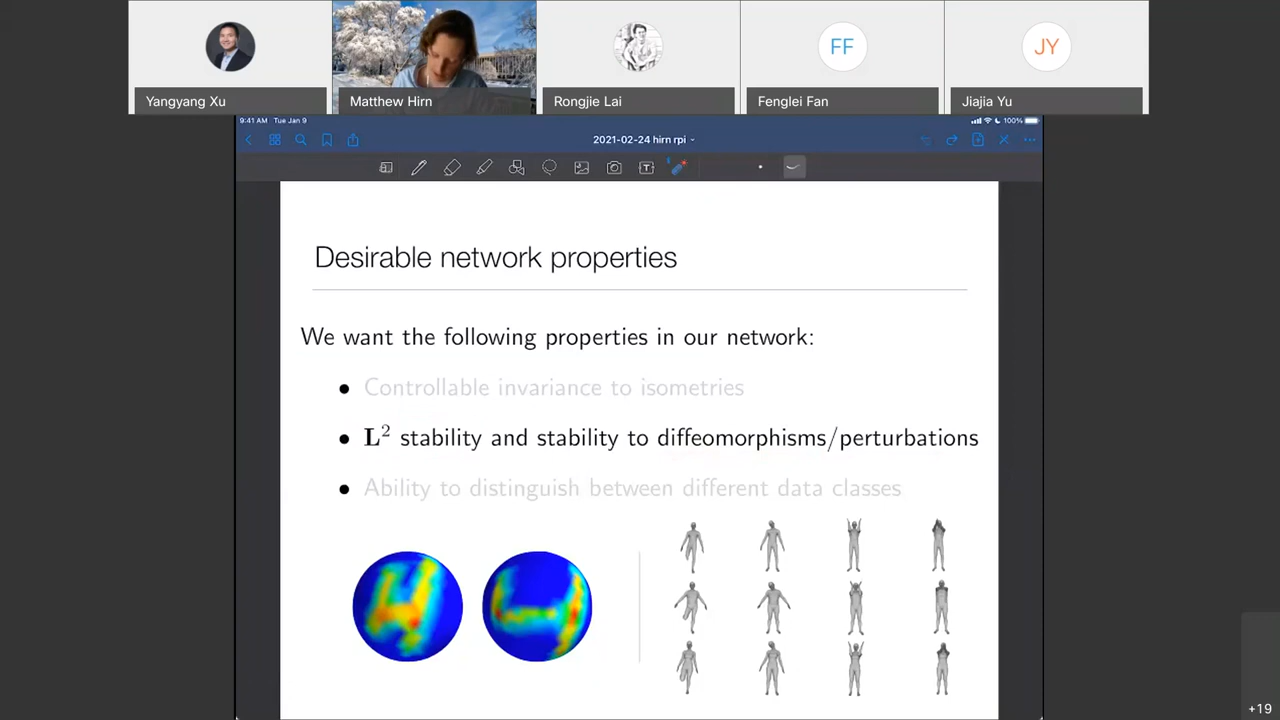 Yangyang Xu
Matthew Hirn
Rongjie Lai
FF
Fenglei Fan
JY
Jiajia Yu
9:41 AM Tue Jan 9
100%
2021-02-24 hirn rpi
T
Desirable network properties
We want the following properties in our network:
• Controllable invariance to isometries
• L² stability and stability to diffeomorphisms/perturbations
• Ability to distinguish between different data classes
+19